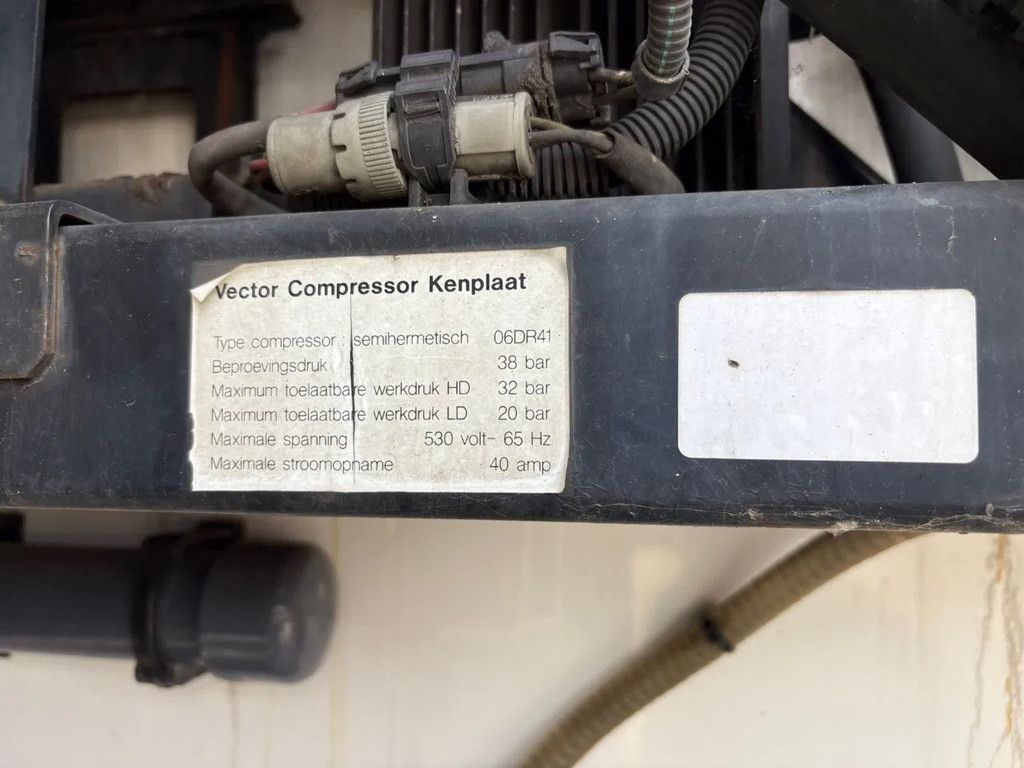 Vector Compressor Kenplaat
Type compressor : semihermetisch 06DR41
Beproevingsdruk 38 bar
Maximum toelaatbare werkdruk HD 32 bar
Maximum toelaatbare werkdruk LD 20 bar
Maximale spanning 530 volt- 65 Hz
Maximale stroomopname 40 amp